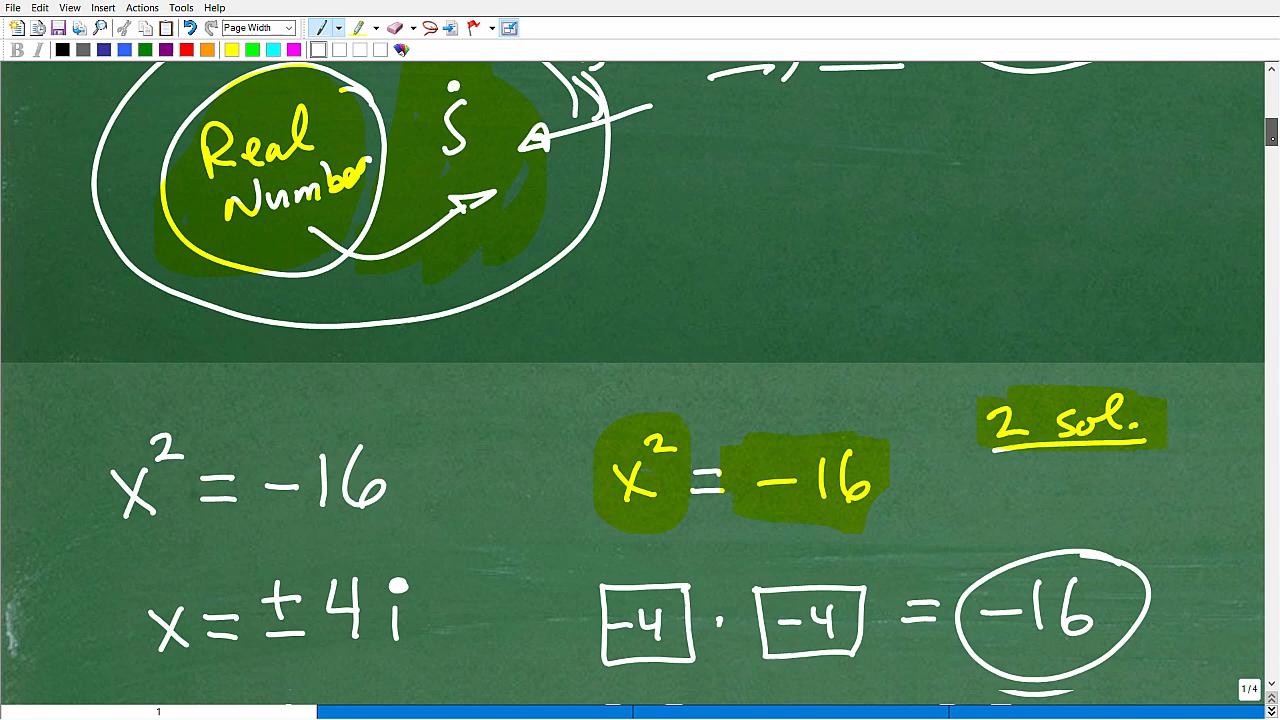 File Edit View Insert Actions Tools Help
Page Width
B I
Real
Number
i
x² = -16
x² = -16
2 sol.
x = ± 4 i
-4 · -4 = -16
1/4
1